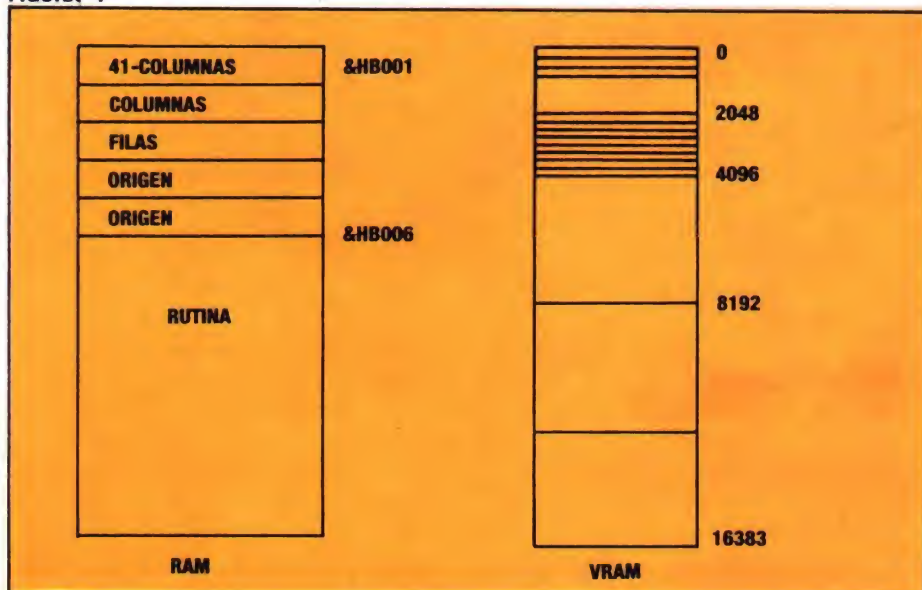 41-COLUMNAS &HB001
COLUMNAS
FILAS
ORIGEN
ORIGEN
&HB006
RUTINA
RAM
0
2048
4096
8192
16383
VRAM